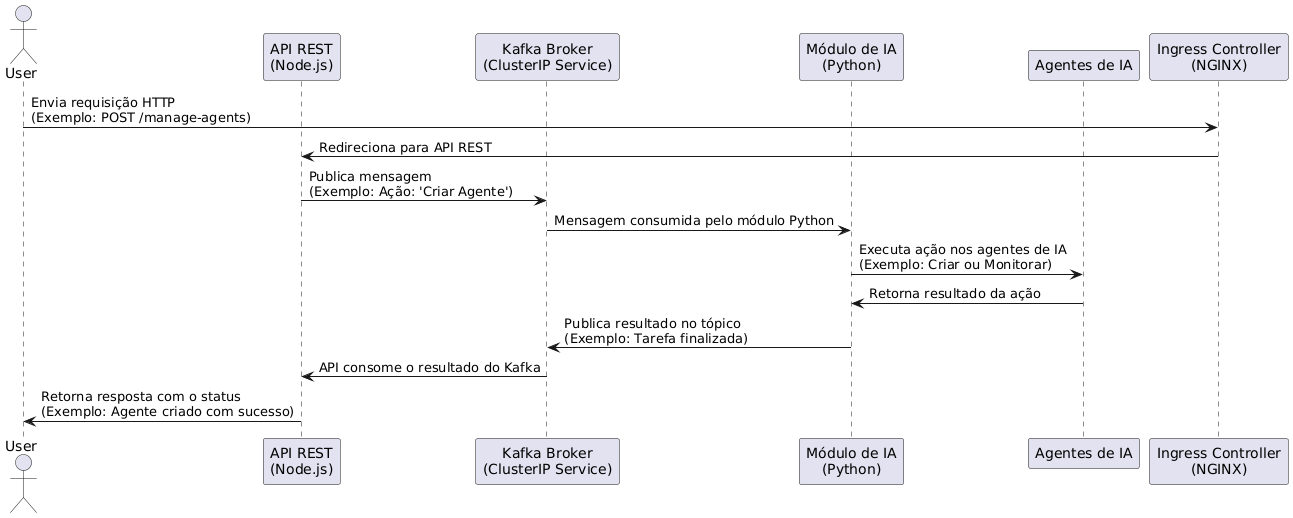 User
API REST
(Node.js)
Kafka Broker
(ClusterIP Service)
Módulo de IA
(Python)
Agentes de IA
Ingress Controller
(NGINX)
Envia requisição HTTP
(Exemplo: POST /manage-agents)
Redireciona para API REST
Publica mensagem
(Exemplo: Ação: 'Criar Agente')
Mensagem consumida pelo módulo Python
Executa ação nos agentes de IA
(Exemplo: Criar ou Monitorar)
Retorna resultado da ação
Publica resultado no tópico
(Exemplo: Tarefa finalizada)
API consome o resultado do Kafka
Retorna resposta com o status
(Exemplo: Agente criado com sucesso)
User
API REST
(Node.js)
Kafka Broker
(ClusterIP Service)
Módulo de IA
(Python)
Agentes de IA
Ingress Controller
(NGINX)